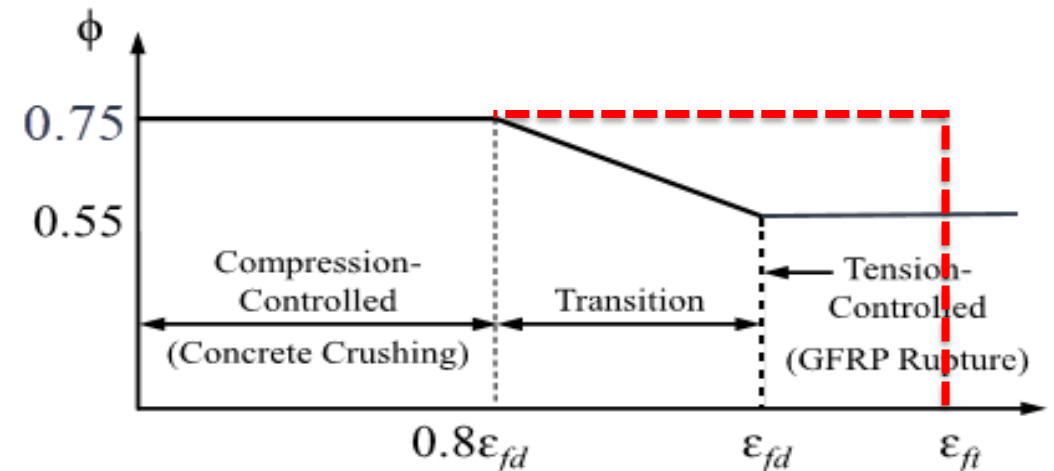 ϕ
0.75
0.55
Compression-
Controlled
(Concrete Crushing)
Transition
Tension-
Controlled
(GFRP Rupture)
0.8εfd
εfd
εft